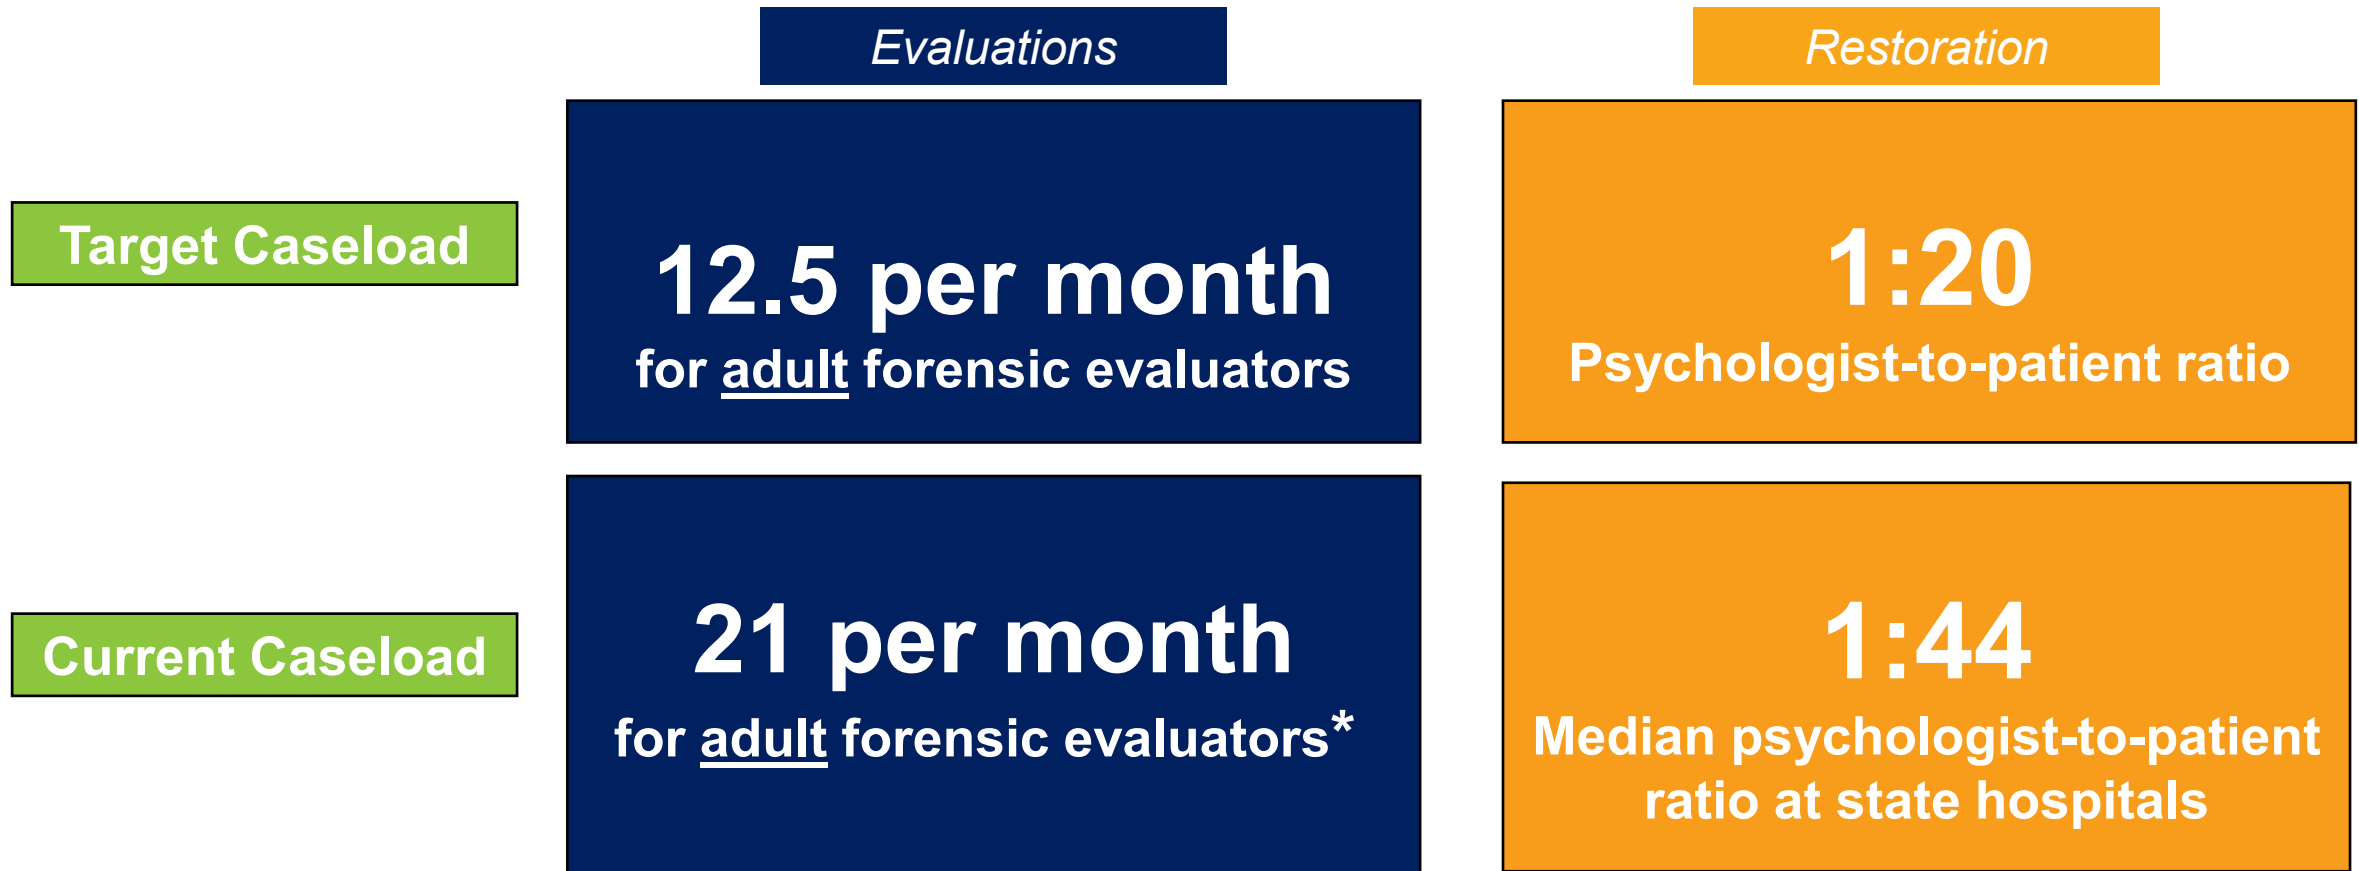 Evaluations
Restoration
Target Caseload
12.5 per month
for adult forensic evaluators
1:20
Psychologist-to-patient ratio
Current Caseload
21 per month
for adult forensic evaluators*
1:44
Median psychologist-to-patient
ratio at state hospitals